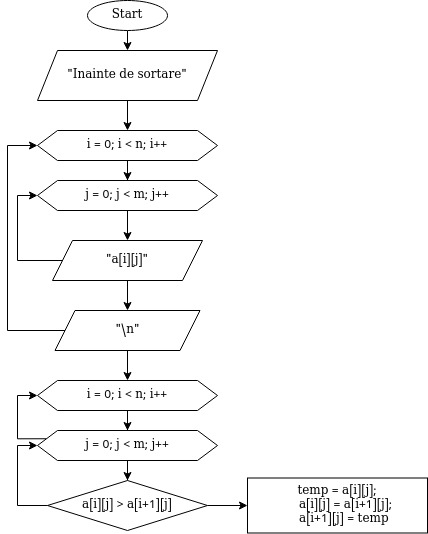 Start
"Inainte de sortare"
i = 0; i < n; i++
j = 0; j < m; j++
"a[i][j]"
"\n"
i = 0; i < n; i++
j = 0; j < m; j++
a[i][j] > a[i+1][j]
temp = a[i][j];
a[i][j] = a[i+1][j];
a[i+1][j] = temp